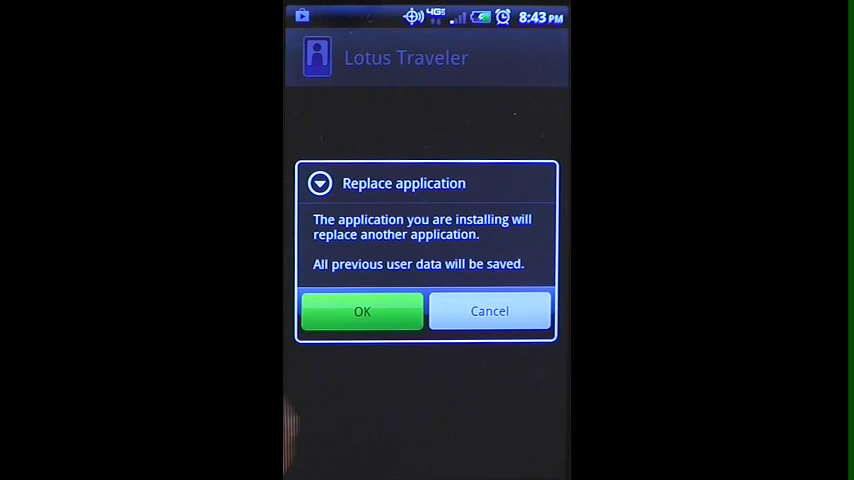 4G
8:43 PM
Lotus Traveler
Replace application
The application you are installing will
replace another application.
All previous user data will be saved.
OK
Cancel